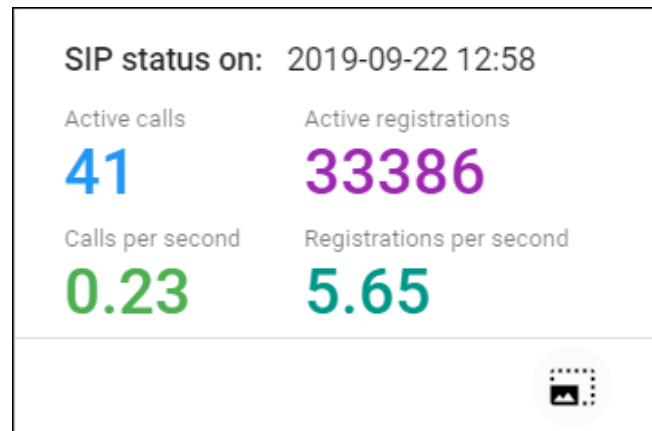 SIP status on: 2019-09-22 12:58
Active calls Active registrations
41 33386
Calls per second Registrations per second
0.23 5.65